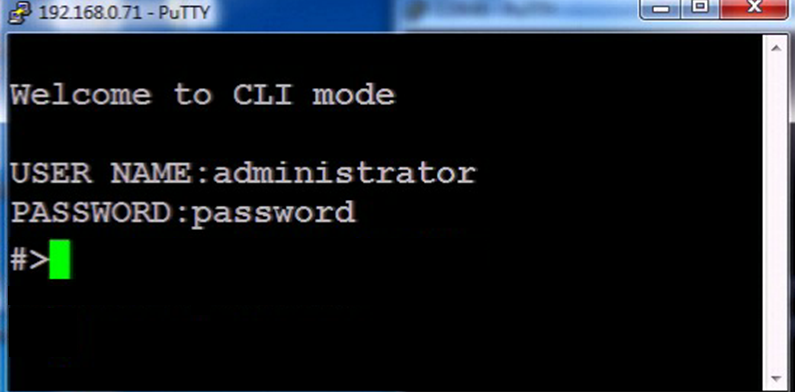 192.168.0.71 - PuTTY
Welcome to CLI mode
USER NAME:administrator
PASSWORD:password
#>